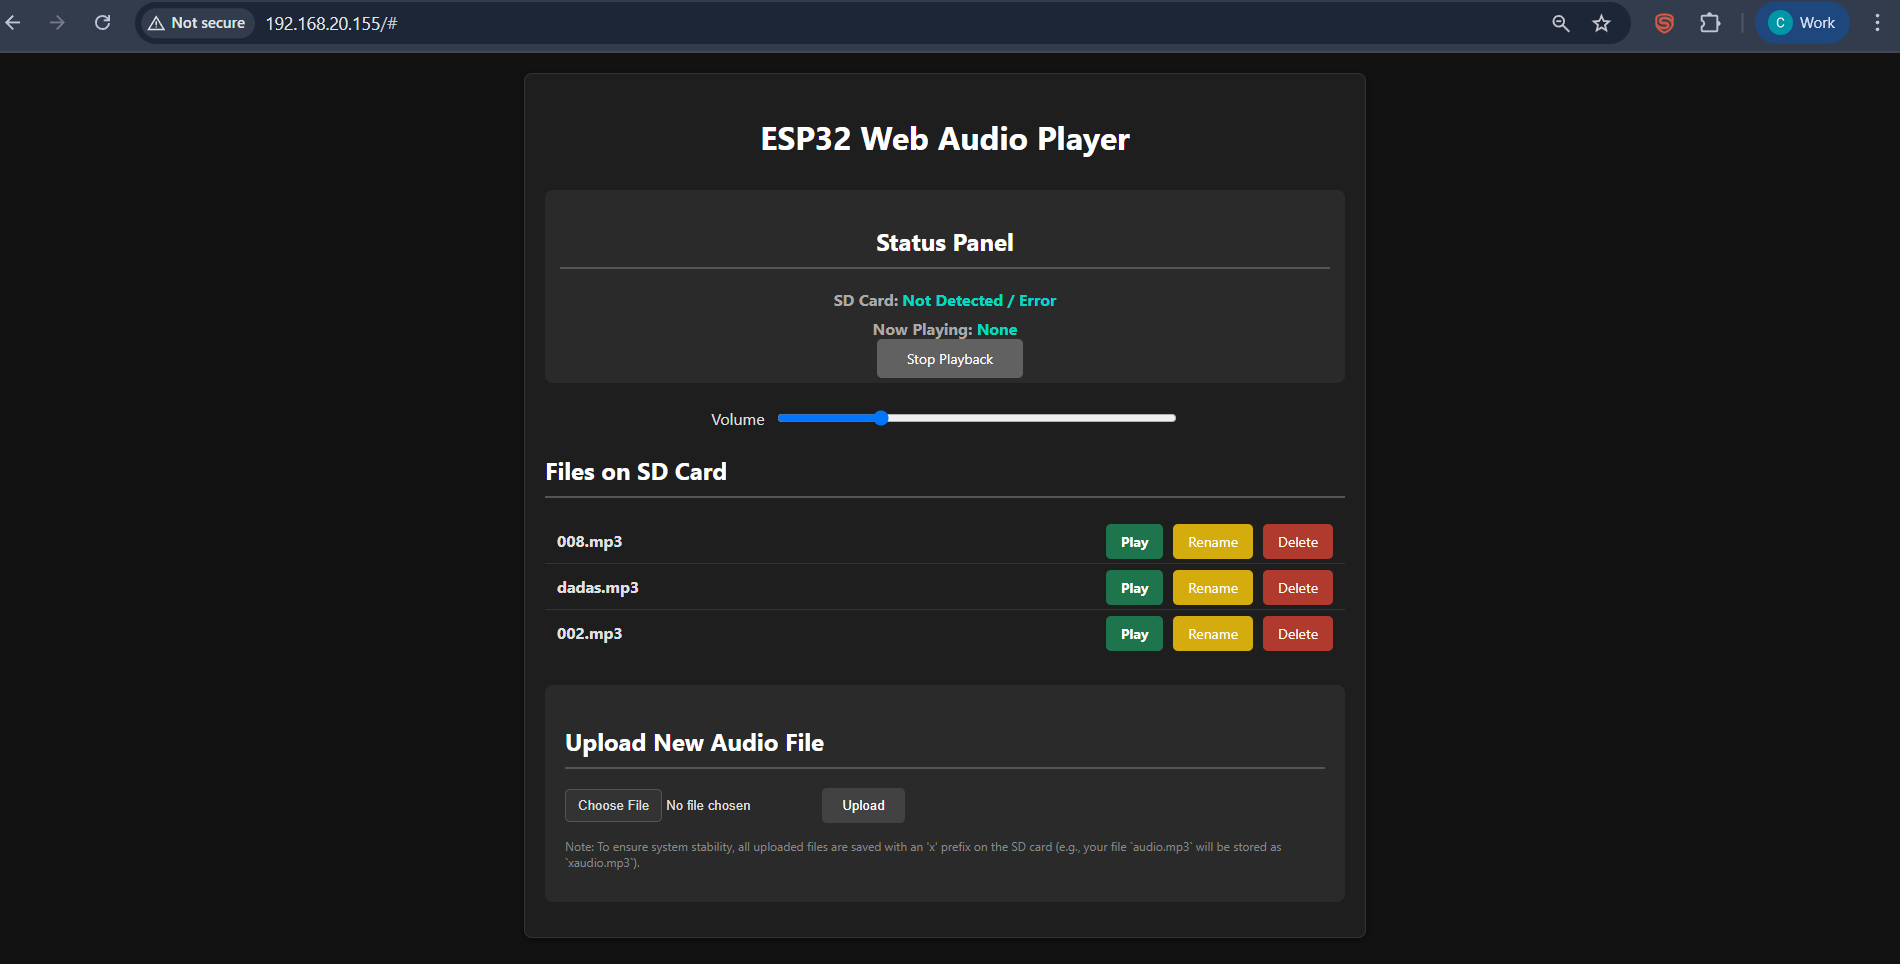 Not secure
192.168.20.155/#
C Work
ESP32 Web Audio Player
Status Panel
SD Card: Not Detected / Error
Now Playing: None
Stop Playback
Volume
Files on SD Card
008.mp3 Play Rename Delete
dadas.mp3 Play Rename Delete
002.mp3 Play Rename Delete
Upload New Audio File
Choose File No file chosen Upload
Note: To ensure system stability, all uploaded files are saved with an 'x' prefix on the SD card (e.g., your file `audio.mp3` will be stored as
`xaudio.mp3`).